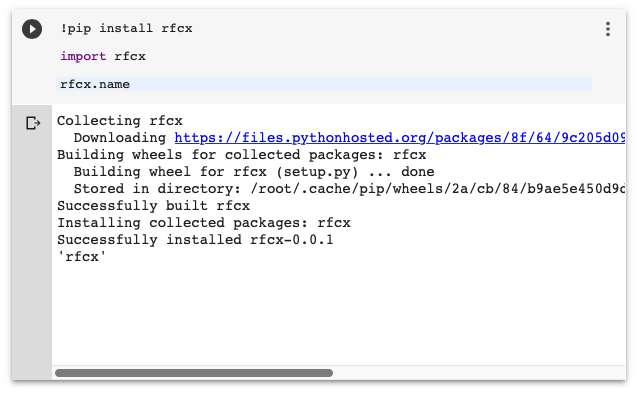 !pip install rfcx
import rfcx
rfcx.name
Collecting rfcx
Downloading https://files.pythonhosted.org/packages/8f/64/9c205d09
Building wheels for collected packages: rfcx
Building wheel for rfcx (setup.py) ... done
Stored in directory: /root/.cache/pip/wheels/2a/cb/84/b9ae5e450d9d
Successfully built rfcx
Installing collected packages: rfcx
Successfully installed rfcx-0.0.1
'rfcx'